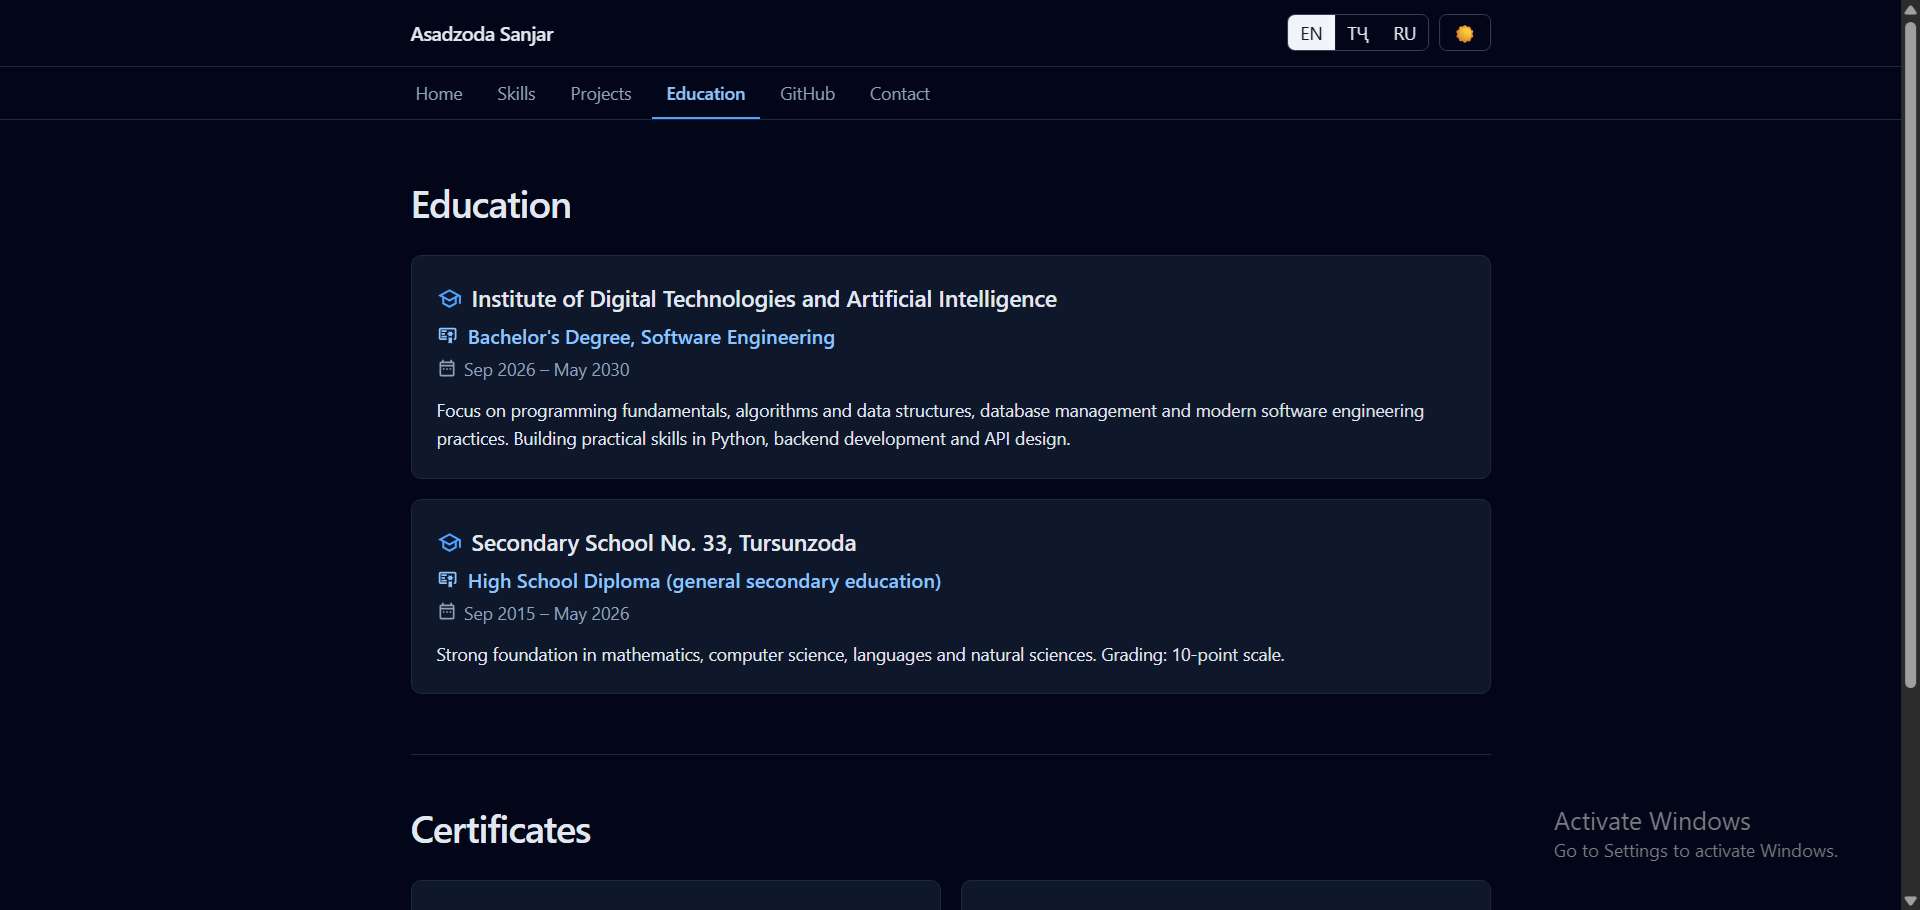 Asadzoda Sanjar
EN ТҶ RU
Home Skills Projects Education GitHub Contact
Education
Institute of Digital Technologies and Artificial Intelligence
Bachelor's Degree, Software Engineering
Sep 2026 – May 2030
Focus on programming fundamentals, algorithms and data structures, database management and modern software engineering
practices. Building practical skills in Python, backend development and API design.
Secondary School No. 33, Tursunzoda
High School Diploma (general secondary education)
Sep 2015 – May 2026
Strong foundation in mathematics, computer science, languages and natural sciences. Grading: 10-point scale.
Certificates
Activate Windows
Go to Settings to activate Windows.